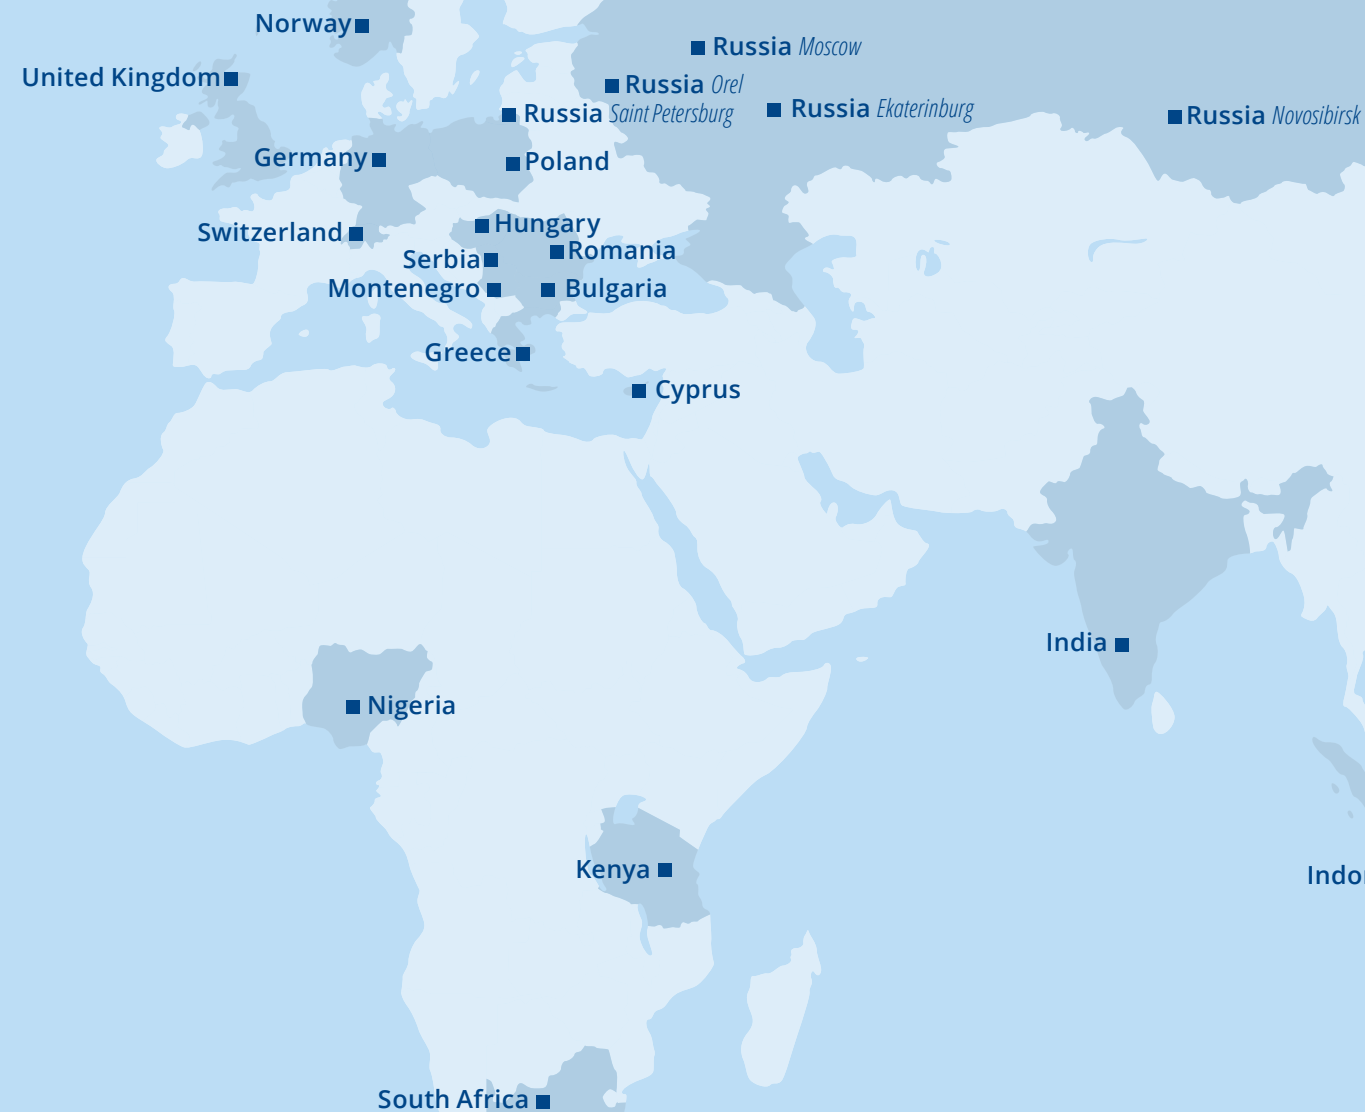 Norway
Russia Moscow
United Kingdom
Russia Orel
Russia Saint Petersburg
Russia Ekaterinburg
Russia Novosibirsk
Germany
Poland
Switzerland
Hungary
Romania
Serbia
Montenegro
Bulgaria
Greece
Cyprus
India
Nigeria
Kenya
Indo
South Africa